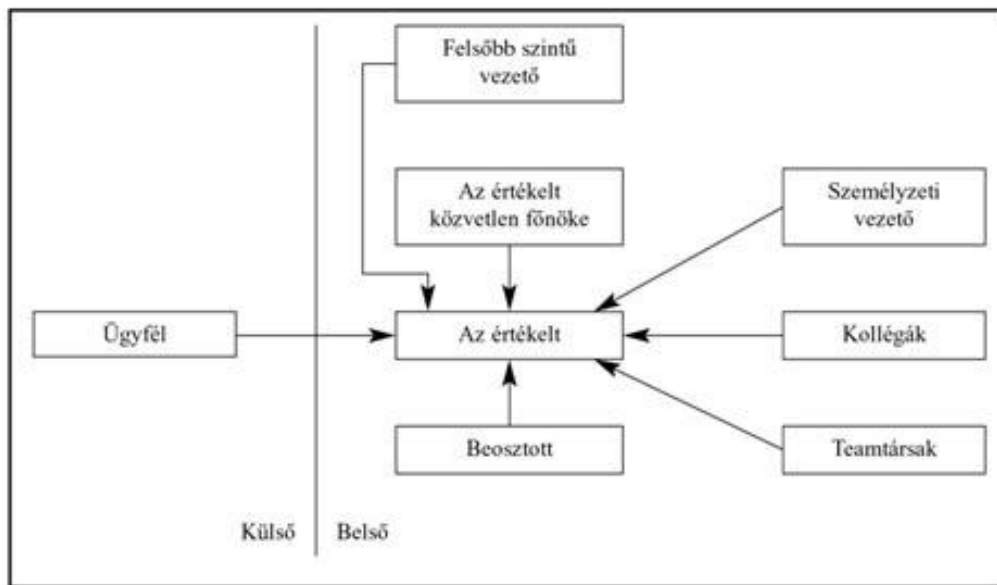 Felsőbb szintű
vezető
Az értékelt
közvetlen főnöke
Személyzeti
vezető
Ügyfél
Az értékelt
Kollégák
Beosztott
Teamtársak
Külső
Belső